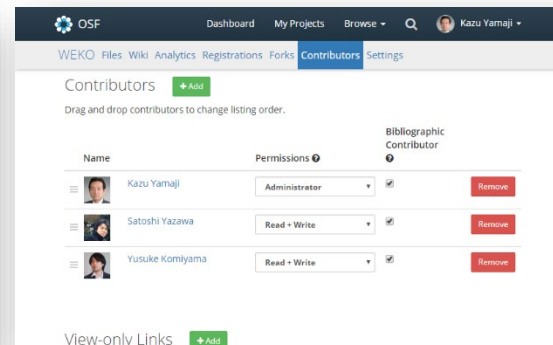 OSF Dashboard My Projects Browse Kazu Yamaji
WEKO Files Wiki Analytics Registrations Forks Contributors Settings
Contributors + Add
Drag and drop contributors to change listing order.
Name Permissions Bibliographic Contributor
Kazu Yamaji Administrator Remove
Satoshi Yazawa Read + Write Remove
Yusuke Komiyama Read + Write Remove
View-only Links + Add